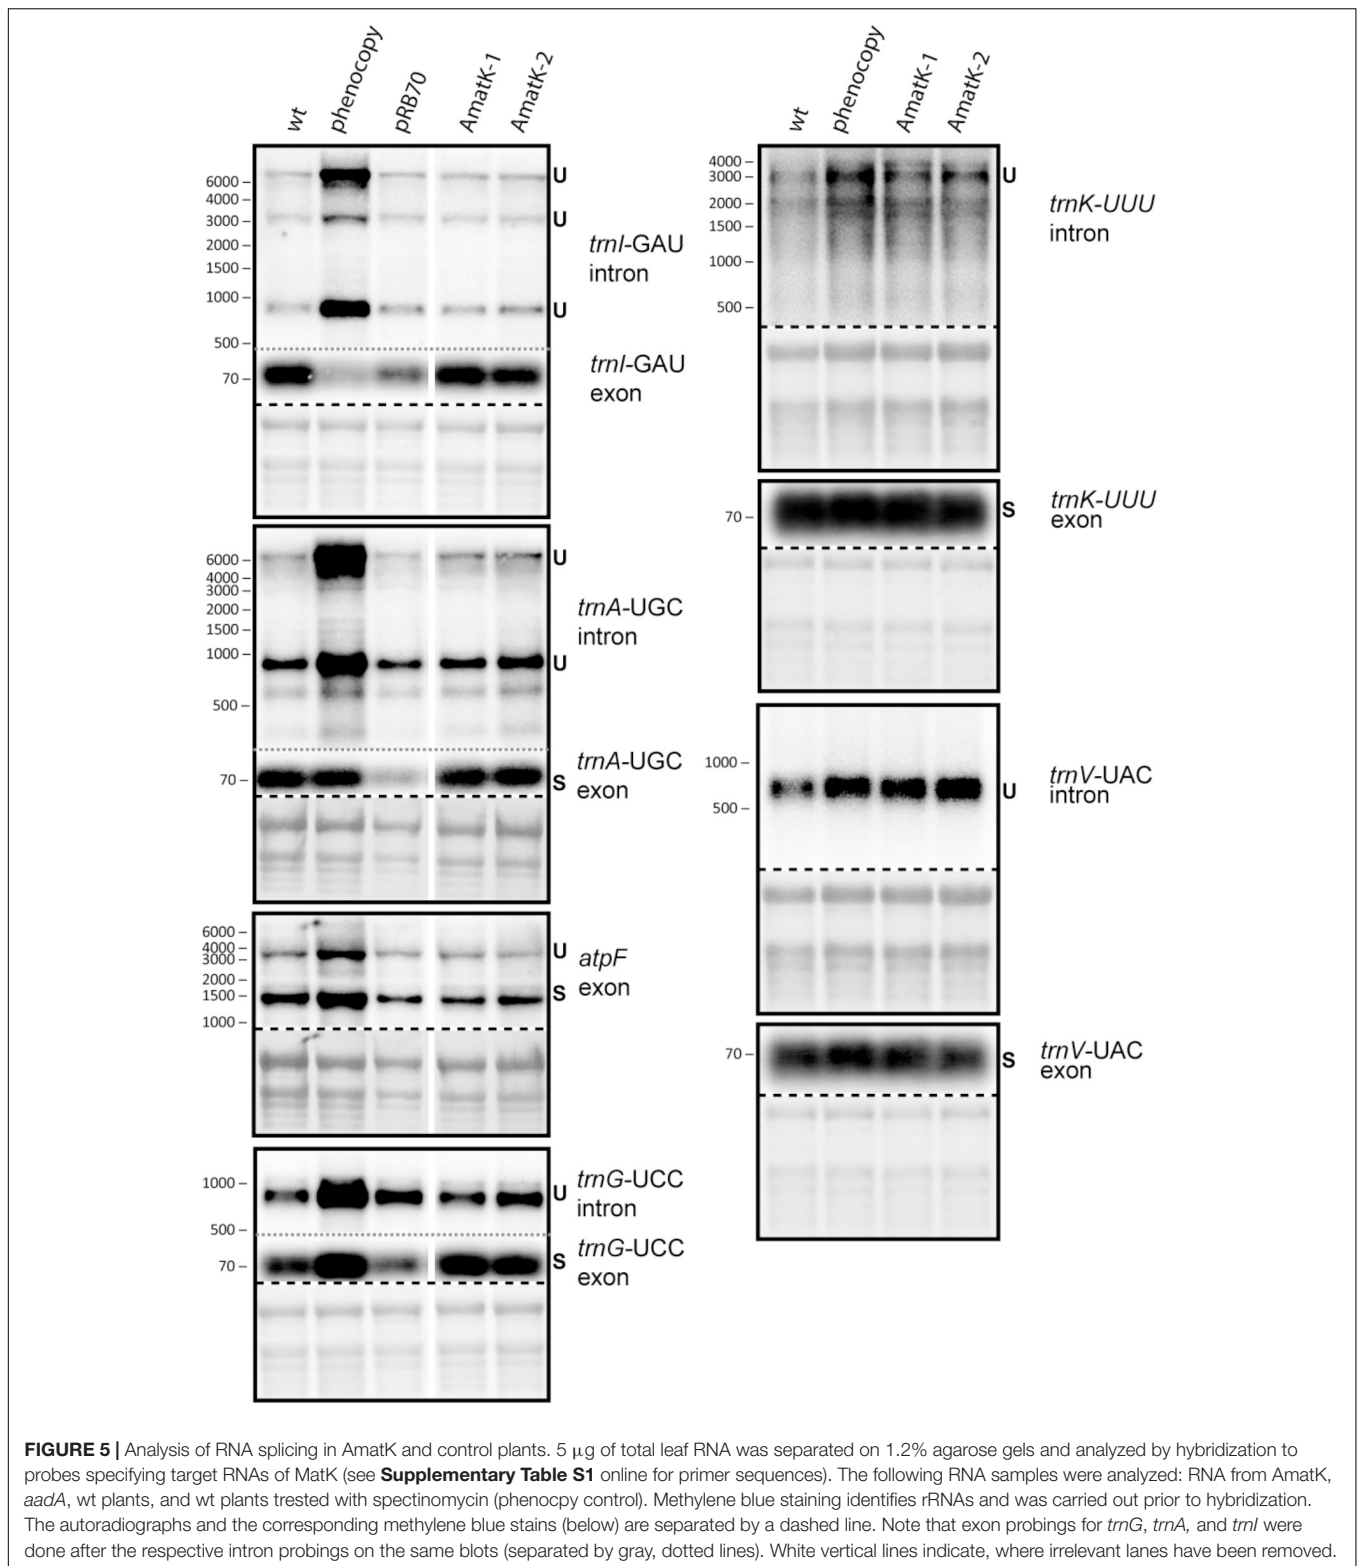 wt phenocopy pRB70 AmatK-1 AmatK-2
6000 – U
4000 –
3000 – U
2000 –
1500 –
1000 – U
500 –
trnI-GAU
intron
70 –
trnI-GAU
exon
6000 – U
4000 –
3000 –
2000 –
1500 –
1000 – U
500 –
trnA-UGC
intron
70 – S
trnA-UGC
exon
6000 –
4000 – U
3000 –
2000 –
1500 – S
1000 –
atpF
exon
1000 – U
500 –
trnG-UCC
intron
70 – S
trnG-UCC
exon
wt phenocopy AmatK-1 AmatK-2
4000 –
3000 – U
2000 –
1500 –
1000 –
500 –
trnK-UUU
intron
70 – S
trnK-UUU
exon
1000 –
500 – U
trnV-UAC
intron
70 – S
trnV-UAC
exon
FIGURE 5 | Analysis of RNA splicing in AmatK and control plants. 5 μg of total leaf RNA was separated on 1.2% agarose gels and analyzed by hybridization to
probes specifying target RNAs of MatK (see Supplementary Table S1 online for primer sequences). The following RNA samples were analyzed: RNA from AmatK,
aadA, wt plants, and wt plants trested with spectinomycin (phenocpy control). Methylene blue staining identifies rRNAs and was carried out prior to hybridization.
The autoradiographs and the corresponding methylene blue stains (below) are separated by a dashed line. Note that exon probings for trnG, trnA, and trnI were
done after the respective intron probings on the same blots (separated by gray, dotted lines). White vertical lines indicate, where irrelevant lanes have been removed.